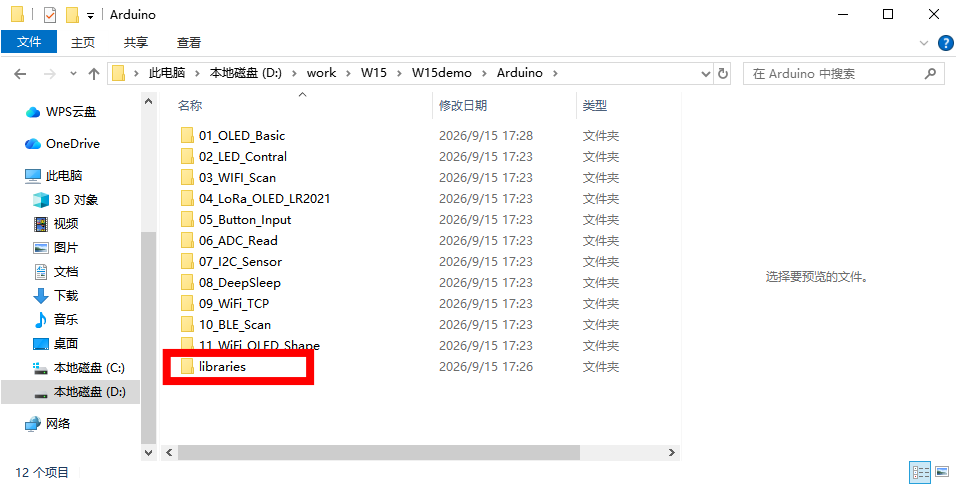 Arduino
文件 主页 共享 查看
此电脑 本地磁盘 (D:) work W15 W15demo Arduino 在 Arduino 中搜索
WPS云盘
OneDrive
此电脑
3D 对象
视频
图片
文档
下载
音乐
桌面
本地磁盘 (C:)
本地磁盘 (D:)
网络
名称 修改日期 类型
01_OLED_Basic 2026/9/15 17:28 文件夹
02_LED_Contral 2026/9/15 17:23 文件夹
03_WIFI_Scan 2026/9/15 17:23 文件夹
04_LoRa_OLED_LR2021 2026/9/15 17:23 文件夹
05_Button_Input 2026/9/15 17:23 文件夹
06_ADC_Read 2026/9/15 17:23 文件夹
07_I2C_Sensor 2026/9/15 17:23 文件夹
08_DeepSleep 2026/9/15 17:23 文件夹
09_WiFi_TCP 2026/9/15 17:23 文件夹
10_BLE_Scan 2026/9/15 17:23 文件夹
11_WiFi_OLED_Shape 2026/9/15 17:23 文件夹
libraries 2026/9/15 17:26 文件夹
选择要预览的文件。
12 个项目